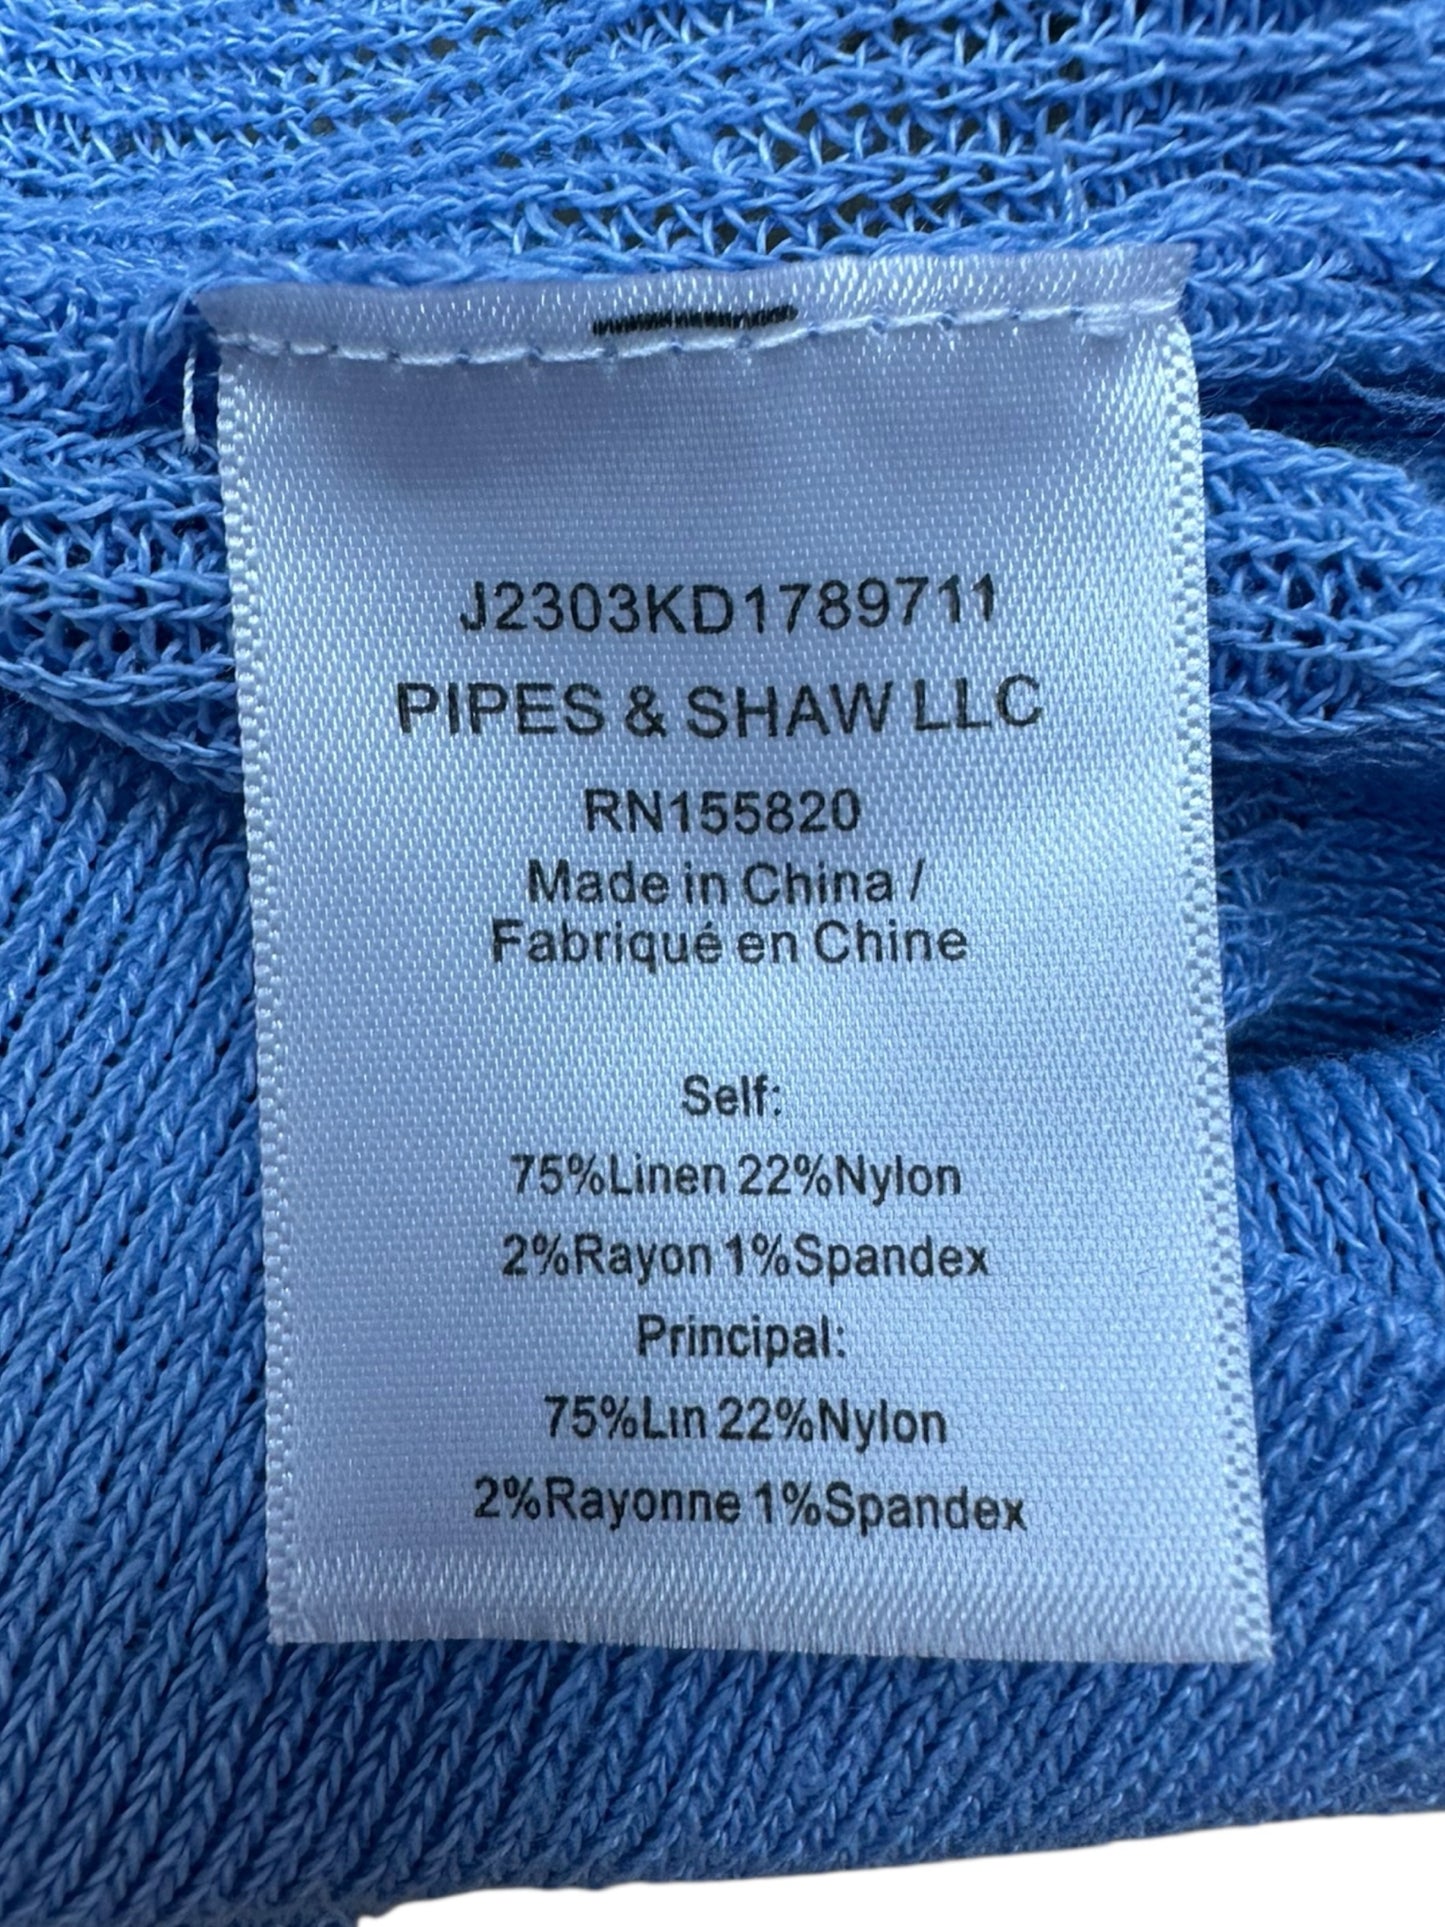 J2303KD1789711
PIPES & SHAW LLC
RN155820
Made in China /
Fabriqué en Chine
Self:
75%Linen 22%Nylon
2%Rayon 1%Spandex
Principal:
75%Lin 22%Nylon
2%Rayonne 1%Spandex